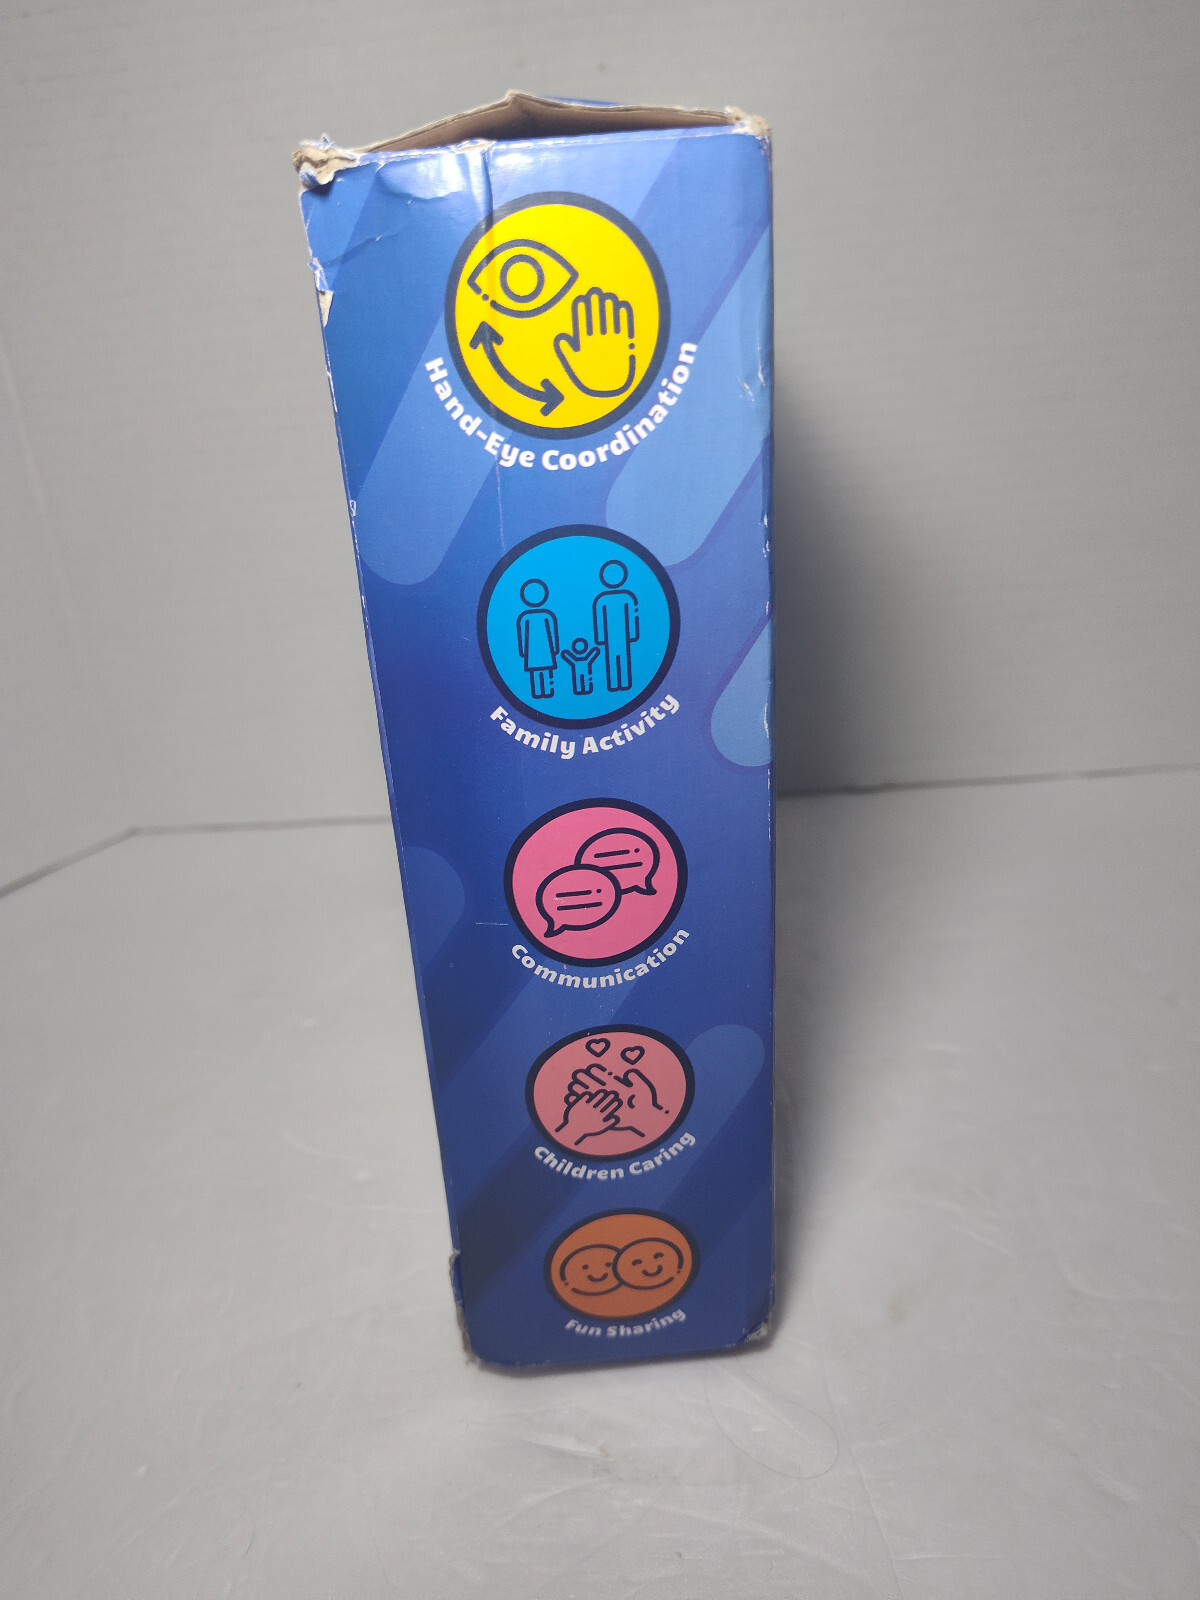 Hand-Eye Coordination
Family Activity
Communication
Children Caring
Fun Sharing